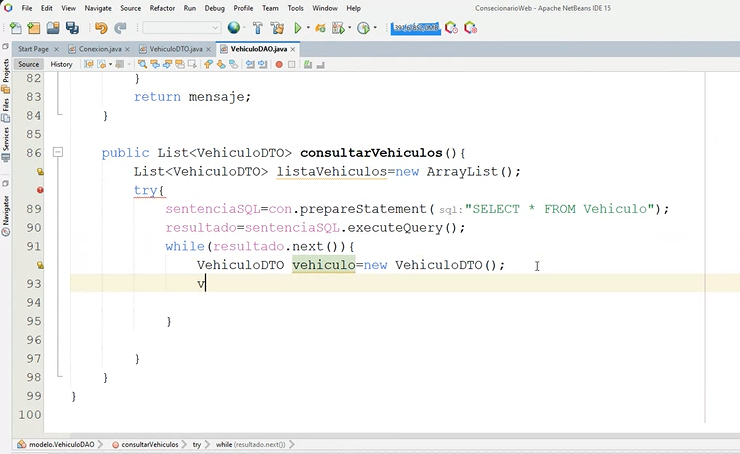 File Edit View Navigate Source Refactor Run Debug Profile Team Tools Window Help ConsecionarioWeb - Apache NetBeans IDE 15
Start Page Conexion.java VehiculoDTO.java VehiculoDAO.java
Source History
Projects
Files
Services
Navigator
82 }
83 return mensaje;
84 }
85
86 public List<VehiculoDTO> consultarVehiculos(){
List<VehiculoDTO> listaVehiculos=new ArrayList();
try{
89 sentenciaSQL=con.prepareStatement( sql:"SELECT * FROM Vehiculo");
90 resultado=sentenciaSQL.executeQuery();
91 while(resultado.next()){
VehiculoDTO vehiculo=new VehiculoDTO();
93 v
94
95 }
96
97 }
98 }
99 }
100
modelo.VehiculoDAO consultarVehiculos try while (resultado.next())